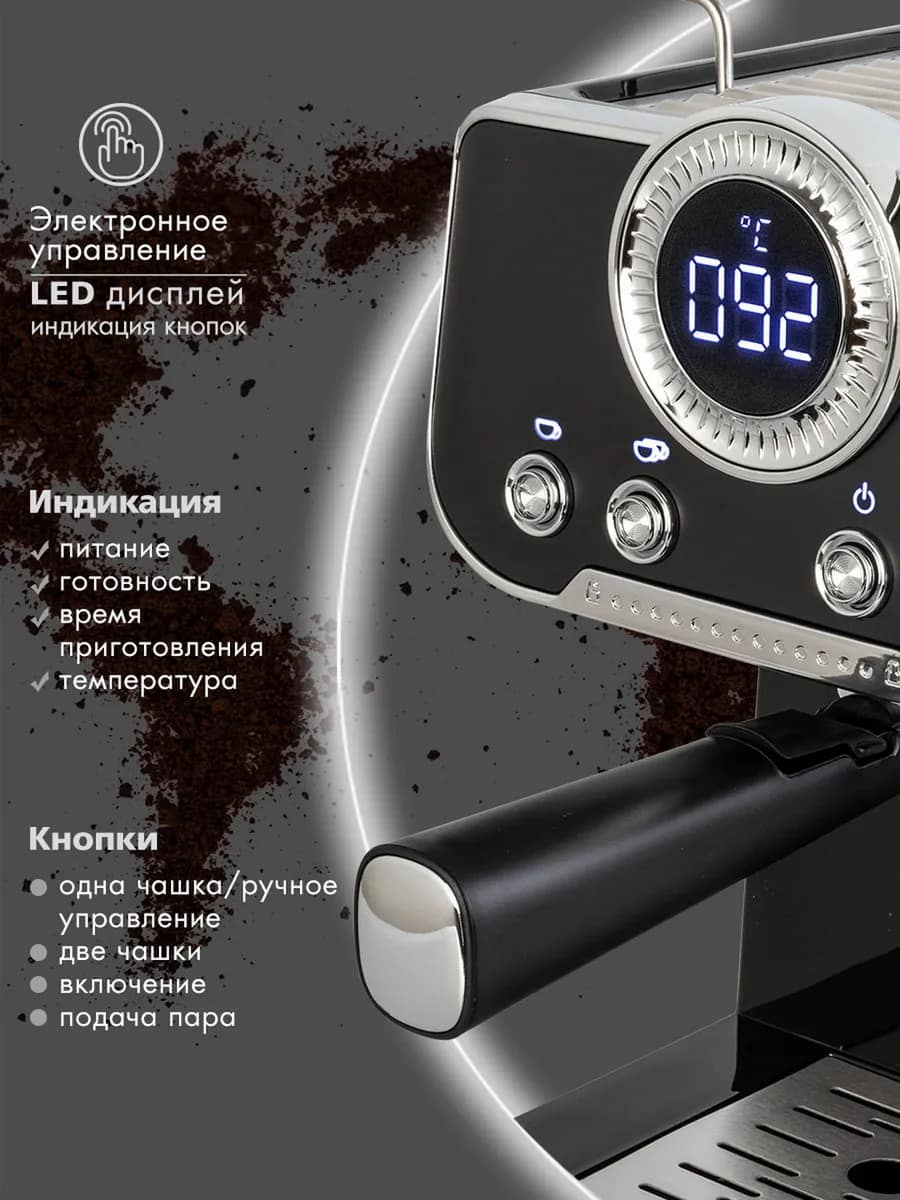 Электронное
управление
LED дисплей
индикация кнопок
°C
092
Индикация
питание
готовность
время
приготовления
температура
Кнопки
одна чашка/ручное
управление
две чашки
включение
подача пара